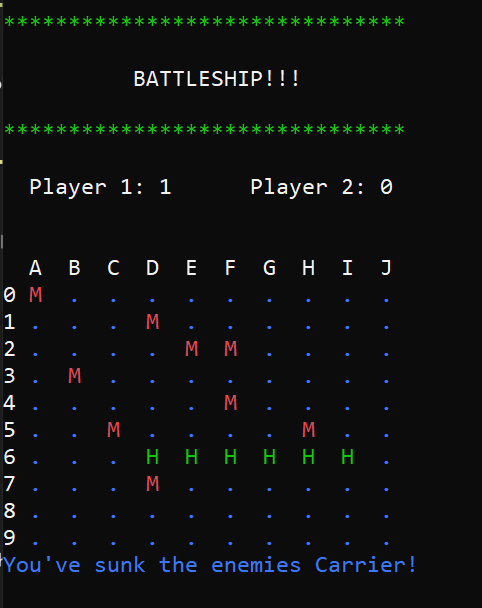 *******************************
BATTLESHIP!!!
*******************************
Player 1: 1      Player 2: 0
A  B  C  D  E  F  G  H  I  J
0 M  .  .  .  .  .  .  .  .  .
1 .  .  .  M  .  .  .  .  .  .
2 .  .  .  .  M  M  .  .  .  .
3 .  M  .  .  .  .  .  .  .  .
4 .  .  .  .  .  M  .  .  .  .
5 .  .  M  .  .  .  .  M  .  .
6 .  .  .  H  H  H  H  H  H  .
7 .  .  .  M  .  .  .  .  .  .
8 .  .  .  .  .  .  .  .  .  .
9 .  .  .  .  .  .  .  .  .  .
You've sunk the enemies Carrier!